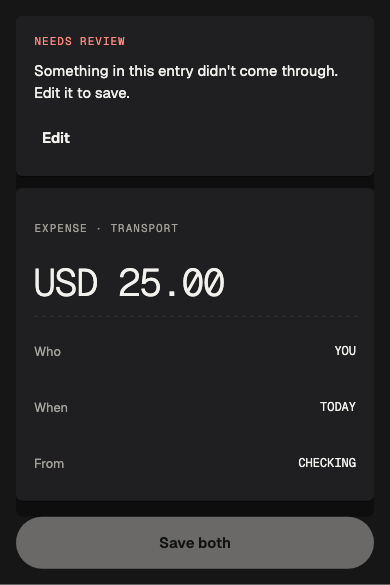 NEEDS REVIEW
Something in this entry didn't come through.
Edit it to save.
Edit
EXPENSE · TRANSPORT
USD 25.00
Who YOU
When TODAY
From CHECKING
Save both